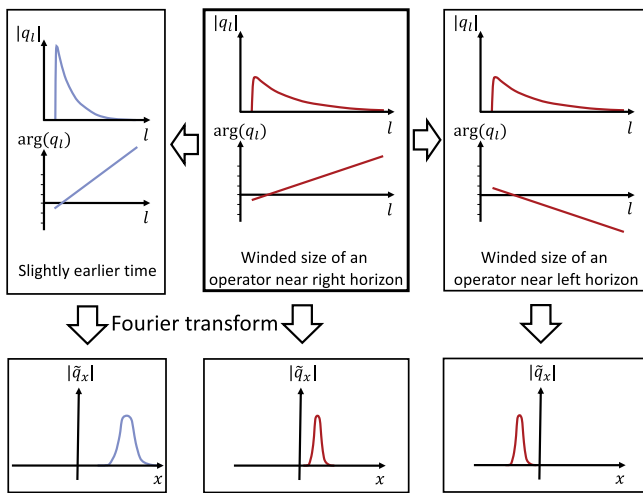 |q_l|
l
arg(q_l)
l
Slightly earlier time
|q_l|
l
arg(q_l)
l
Winded size of an
operator near right horizon
|q_l|
l
arg(q_l)
l
Winded size of an
operator near left horizon
Fourier transform
|q̃_x|
x
|q̃_x|
x
|q̃_x|
x